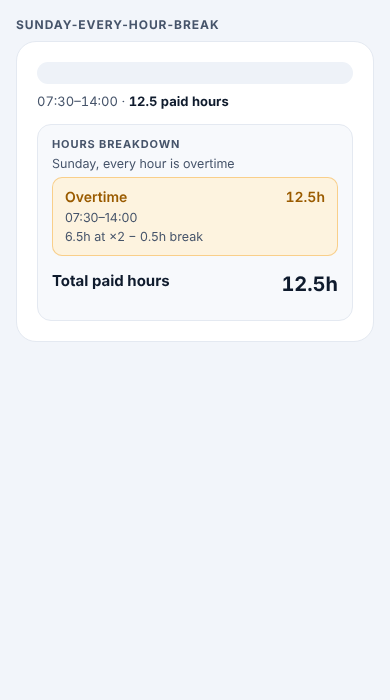 SUNDAY-EVERY-HOUR-BREAK
07:30–14:00 · 12.5 paid hours
HOURS BREAKDOWN
Sunday, every hour is overtime
Overtime 12.5h
07:30–14:00
6.5h at ×2 − 0.5h break
Total paid hours 12.5h